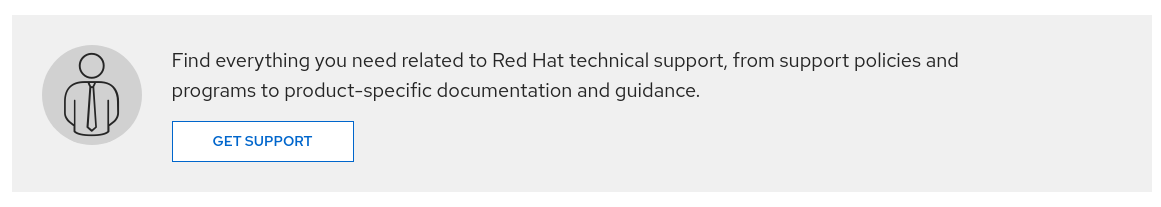 Find everything you need related to Red Hat technical support, from support policies and
programs to product-specific documentation and guidance.
GET SUPPORT